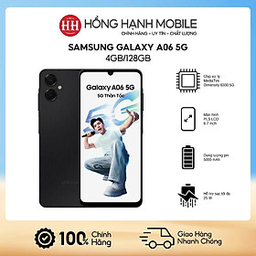 HH
HỒNG HẠNH MOBILE
CHÍNH HÃNG - UY TÍN - CHẤT LƯỢNG
SAMSUNG GALAXY A06 5G
4GB/128GB
Galaxy A06 5G
5G Thần Tốc
Chip xử lý
MediaTek
Dimensity 6300 5G
Màn hình
PLS LCD
6.7 inch
Dung lượng pin
5000 mAh
Hỗ trợ sạc tối đa
25 W
100% Chính Hãng
Giao Hàng Nhanh Chóng